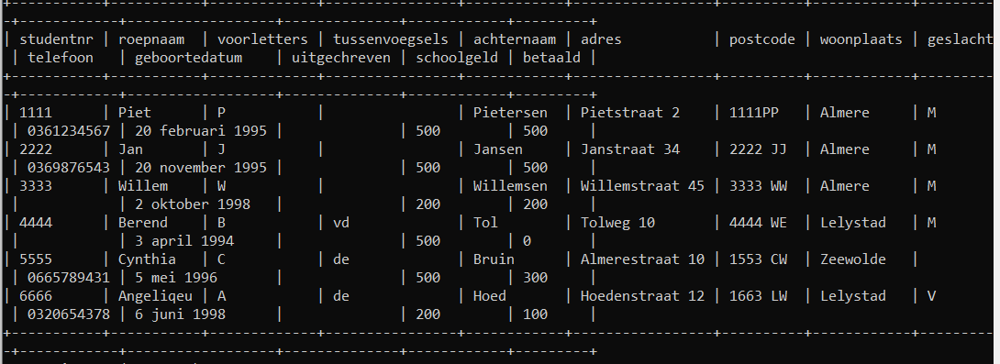 | studentnr | roepnaam | voorletters | tussenvoegsels | achternaam | adres | postcode | woonplaats | geslacht
| telefoon | geboortedatum | uitgechreven | schoolgeld | betaald |
| 1111 | Piet | P | | Pietersen | Pietstraat 2 | 1111PP | Almere | M
| 0361234567 | 20 februari 1995 | | 500 | 500 |
| 2222 | Jan | J | | Jansen | Janstraat 34 | 2222 JJ | Almere | M
| 0369876543 | 20 november 1995 | | 500 | 500 |
| 3333 | Willem | W | | Willemsen | Willemstraat 45 | 3333 WW | Almere | M
| | 2 oktober 1998 | | 200 | 200 |
| 4444 | Berend | B | vd | Tol | Tolweg 10 | 4444 WE | Lelystad | M
| | 3 april 1994 | | 500 | 0 |
| 5555 | Cynthia | C | de | Bruin | Almerestraat 10 | 1553 CW | Zeewolde |
| 0665789431 | 5 mei 1996 | | 500 | 300 |
| 6666 | Angeliqeu | A | de | Hoed | Hoedenstraat 12 | 1663 LW | Lelystad | V
| 0320654378 | 6 juni 1998 | | 200 | 100 |